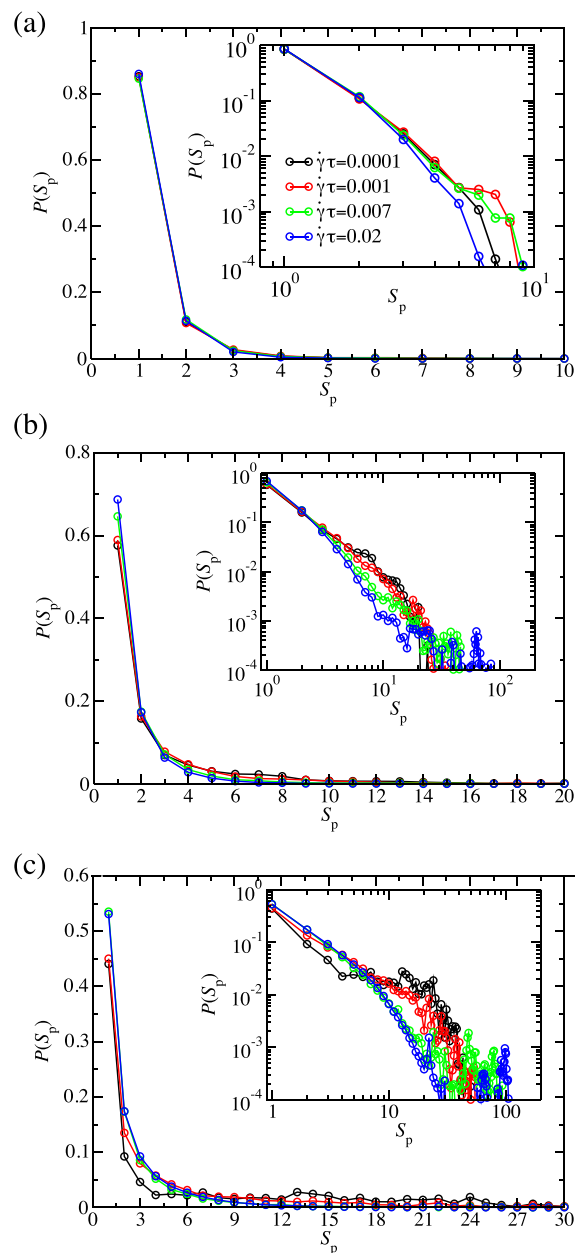 (a)
1
0.8
0.6
0.4
0.2
0
P(Sp)
0 1 2 3 4 5 6 7 8 9 10
Sp
10^0
10^-1
10^-2
10^-3
10^-4
P(Sp)
γ̇τ=0.0001
γ̇τ=0.001
γ̇τ=0.007
γ̇τ=0.02
10^0 10^1
Sp
(b)
0.8
0.6
0.4
0.2
0
P(Sp)
0 2 4 6 8 10 12 14 16 18 20
Sp
10^0
10^-1
10^-2
10^-3
10^-4
P(Sp)
10^0 10^1 10^2
Sp
(c)
0.6
0.5
0.4
0.3
0.2
0.1
0
P(Sp)
0 3 6 9 12 15 18 21 24 27 30
Sp
10^0
10^-1
10^-2
10^-3
10^-4
P(Sp)
1 10 100
Sp